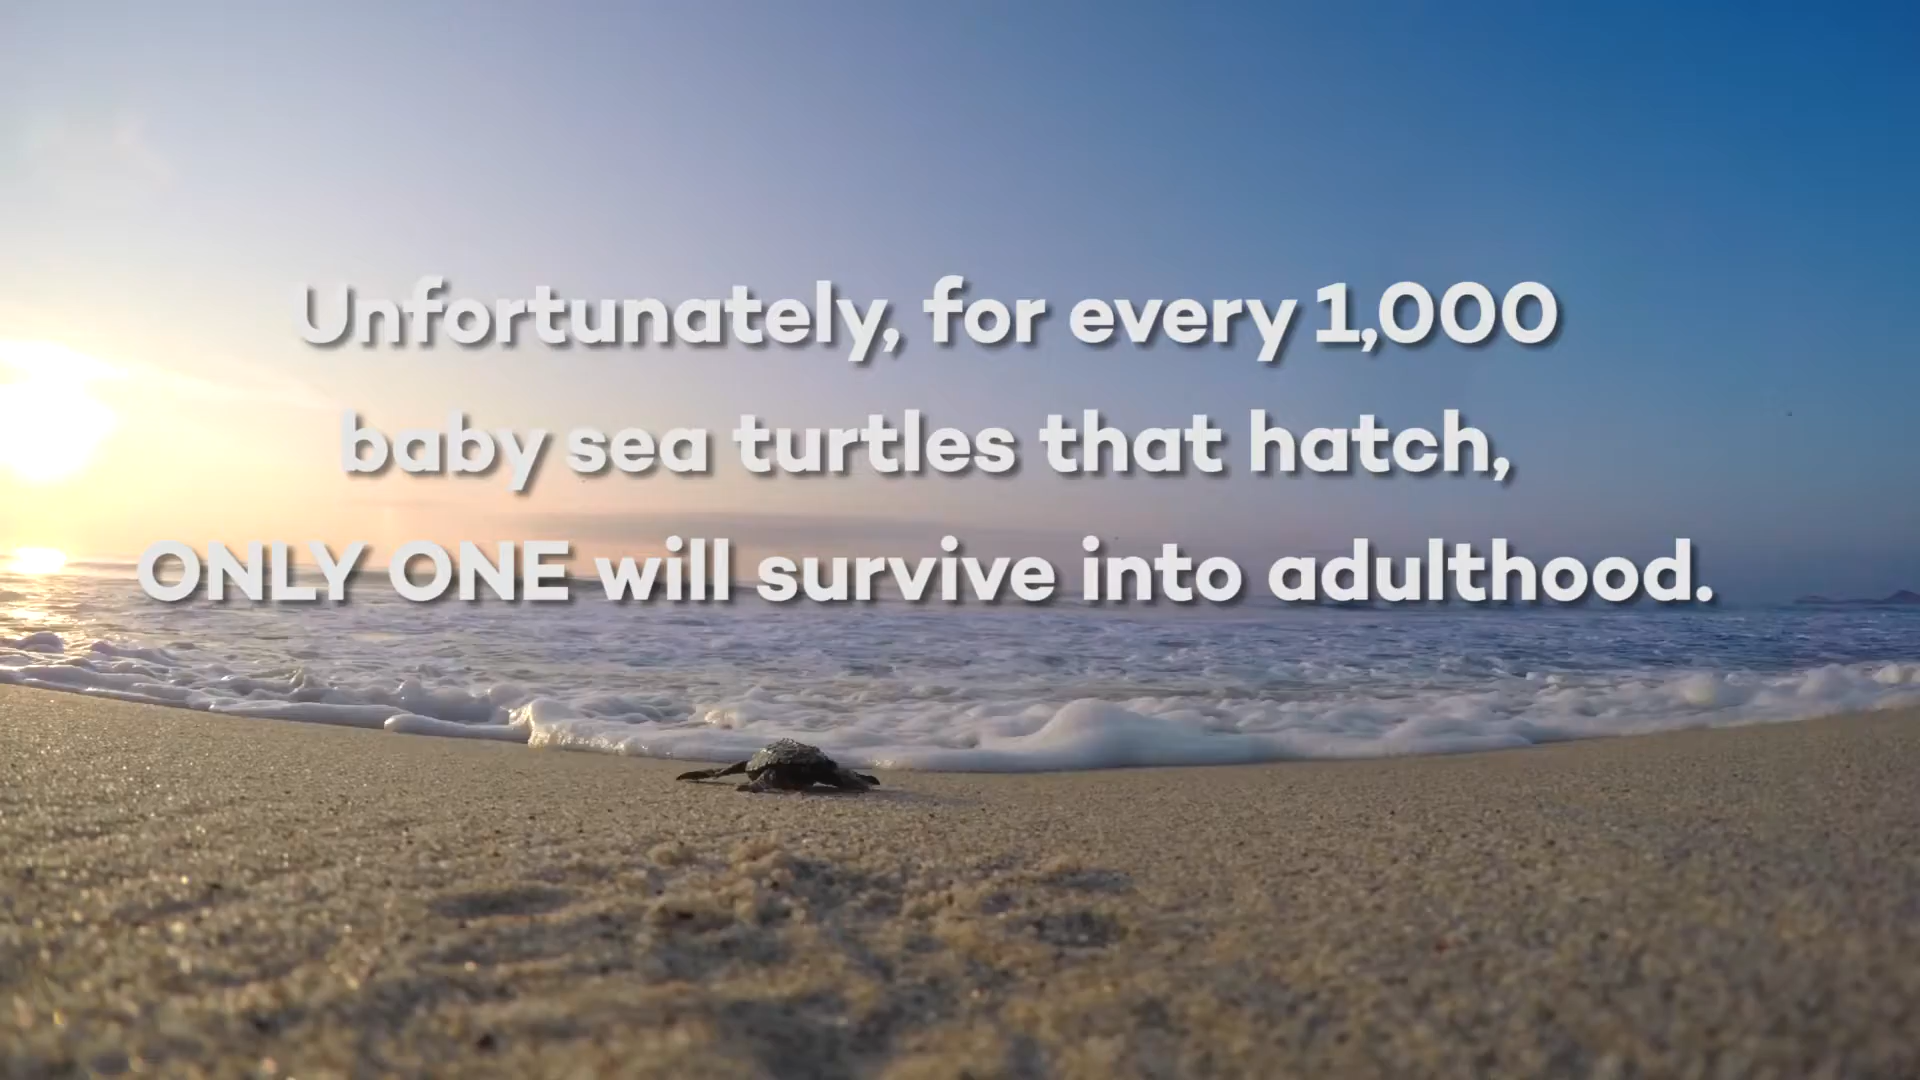 Unfortunately, for every 1,000
baby sea turtles that hatch,
ONLY ONE will survive into adulthood.